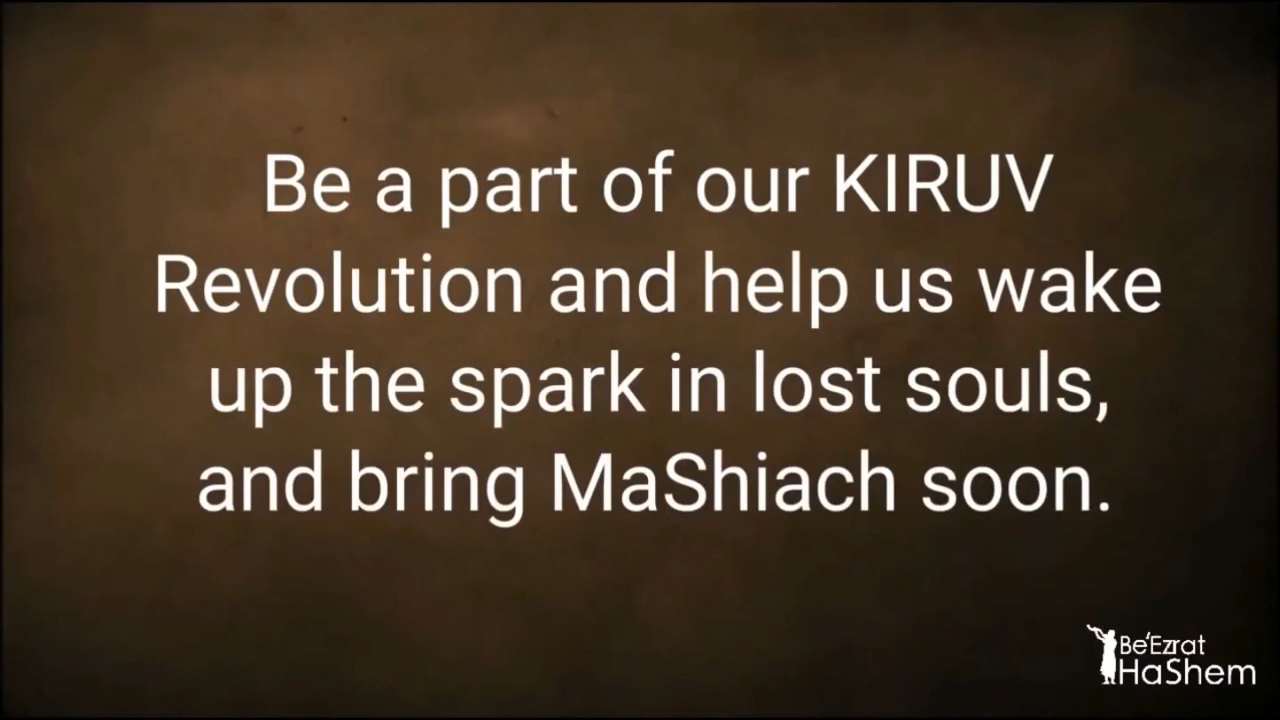 Be a part of our KIRUV
Revolution and help us wake
up the spark in lost souls,
and bring MaShiach soon.
Be'Ezrat
HaShem